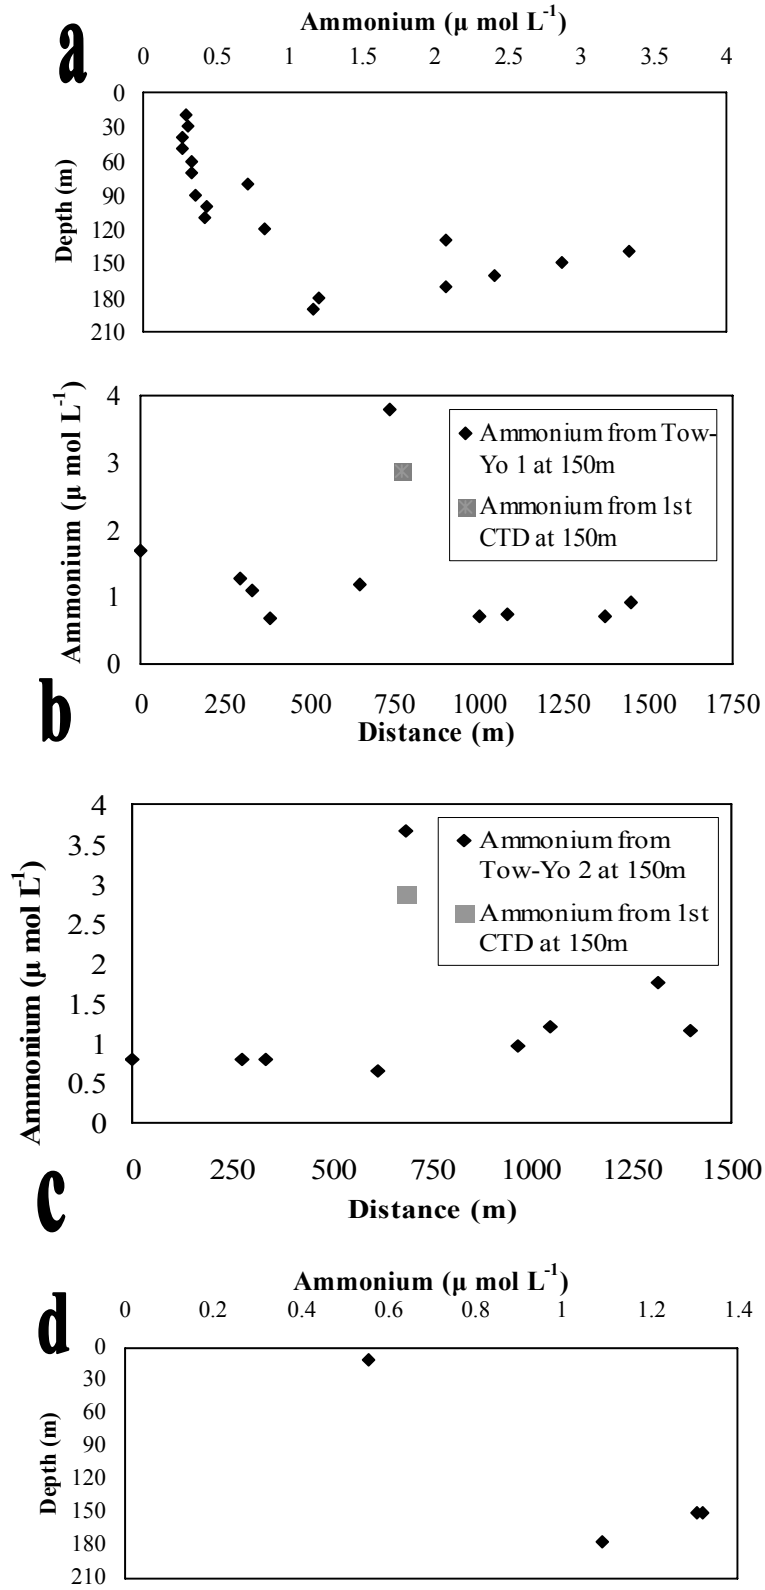 a
Ammonium (μ mol L⁻¹)
0 0.5 1 1.5 2 2.5 3 3.5 4
0
30
60
90
120
150
180
210
Depth (m)
b
Ammonium (μ mol L⁻¹)
4
3
2
1
0
Ammonium from Tow-
Yo 1 at 150m
Ammonium from 1st
CTD at 150m
0 250 500 750 1000 1250 1500 1750
Distance (m)
c
Ammonium (μ mol L⁻¹)
4
3.5
3
2.5
2
1.5
1
0.5
0
Ammonium from
Tow-Yo 2 at 150m
Ammonium from 1st
CTD at 150m
0 250 500 750 1000 1250 1500
Distance (m)
d
Ammonium (μ mol L⁻¹)
0 0.2 0.4 0.6 0.8 1 1.2 1.4
0
30
60
90
120
150
180
210
Depth (m)